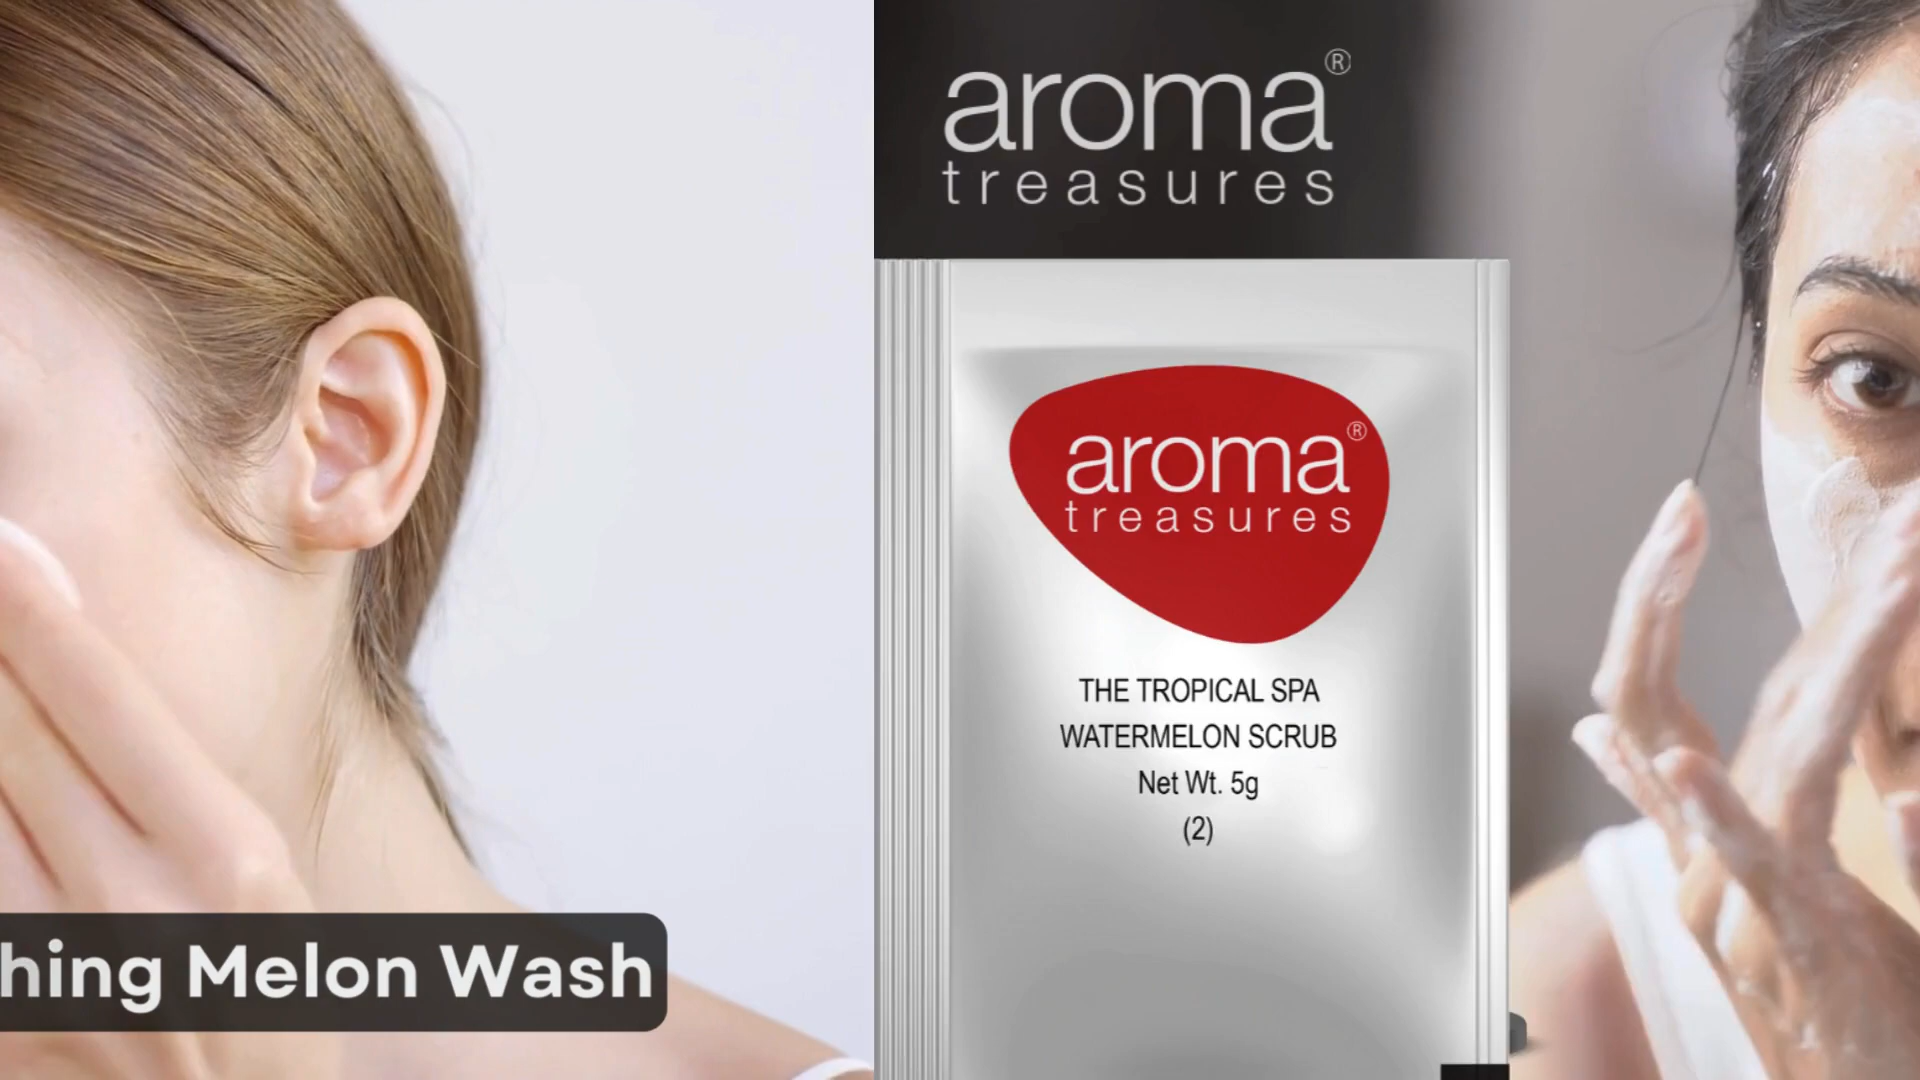 hing Melon Wash
aroma®
treasures
aroma®
treasures
THE TROPICAL SPA
WATERMELON SCRUB
Net Wt. 5g
(2)